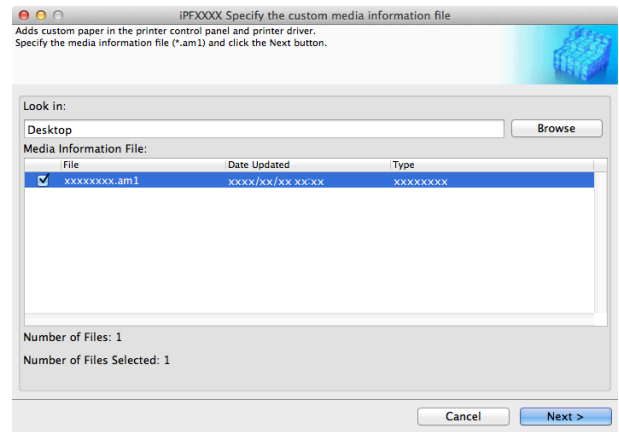 iPFXXXX Specify the custom media information file
Adds custom paper in the printer control panel and printer driver.
Specify the media information file (*.am1) and click the Next button.
Look in:
Desktop
Browse
Media Information File:
File Date Updated Type
xxxxxxxx.am1 xxxx/xx/xx xx:xx xxxxxxxx
Number of Files: 1
Number of Files Selected: 1
Cancel Next >